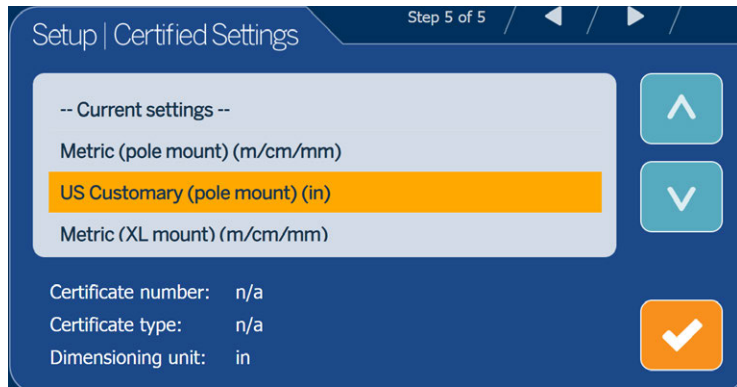 Setup | Certified Settings
Step 5 of 5
-- Current settings --
Metric (pole mount) (m/cm/mm)
US Customary (pole mount) (in)
Metric (XL mount) (m/cm/mm)
Certificate number: n/a
Certificate type: n/a
Dimensioning unit: in